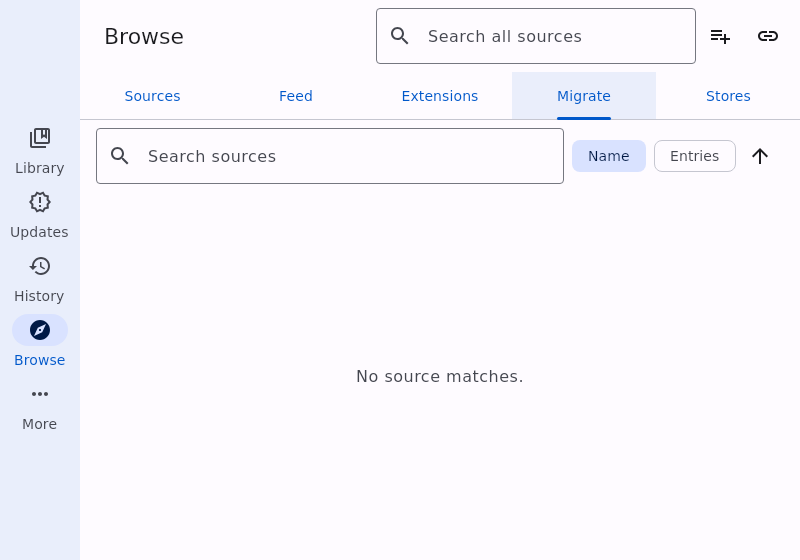 Browse
Search all sources
Sources
Feed
Extensions
Migrate
Stores
Search sources
Name
Entries
Library
Updates
History
Browse
More
No source matches.